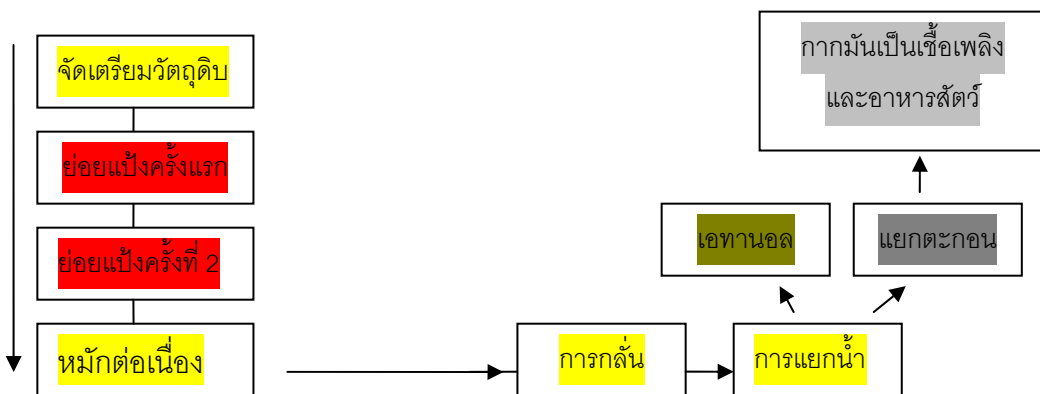 จัดเตรียมวัตถุดิบ
ย่อยแป้งครั้งแรก
ย่อยแป้งครั้งที่ 2
หมักต่อเนื่อง
การกลั่น
การแยกน้ำ
เอทานอล
แยกตะกอน
กากมันเป็นเชื้อเพลิง
และอาหารสัตว์